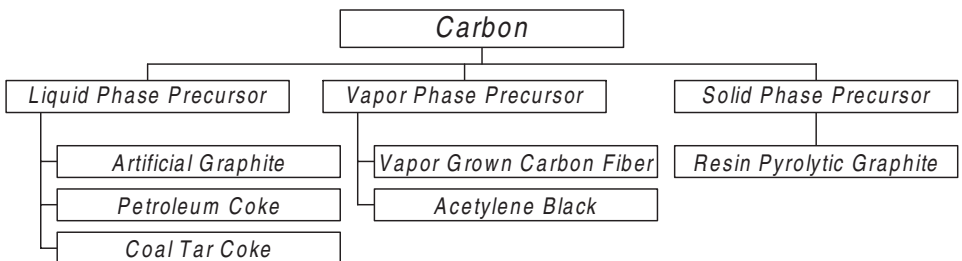 Carbon
Liquid Phase Precursor
Vapor Phase Precursor
Solid Phase Precursor
Artificial Graphite
Vapor Grown Carbon Fiber
Resin Pyrolytic Graphite
Petroleum Coke
Acetylene Black
Coal Tar Coke